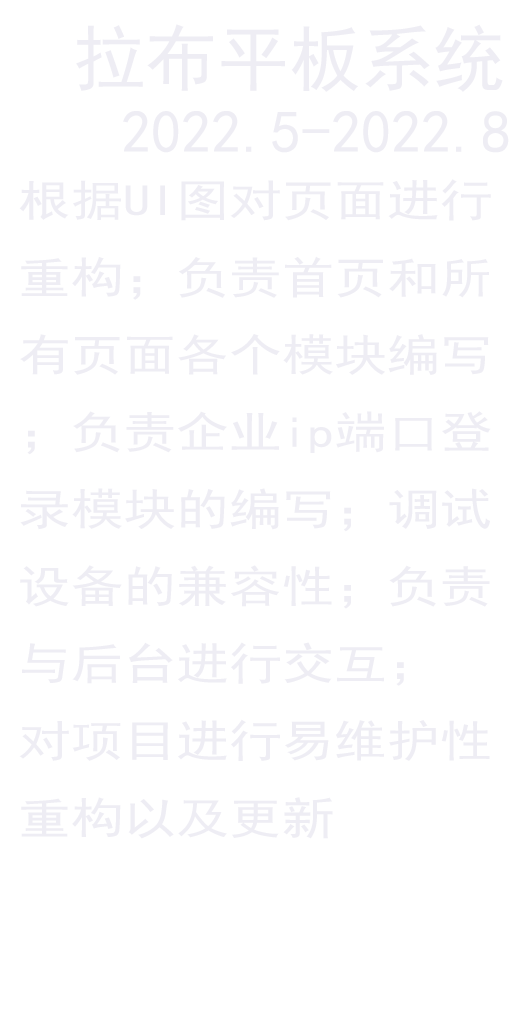 拉布平板系统
2022.5-2022.8
根据UI图对页面进行
重构；负责首页和所
有页面各个模块编写
；负责企业ip端口登
录模块的编写；调试
设备的兼容性；负责
与后台进行交互；
对项目进行易维护性
重构以及更新